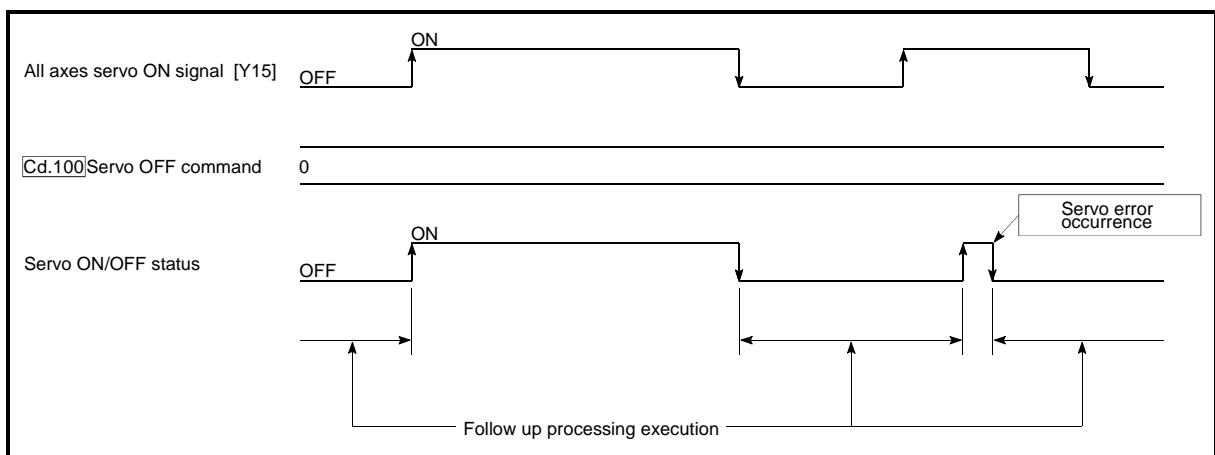 ON
All axes servo ON signal [Y15]
OFF
Cd.100 Servo OFF command
0
Servo error
occurrence
ON
Servo ON/OFF status
OFF
Follow up processing execution